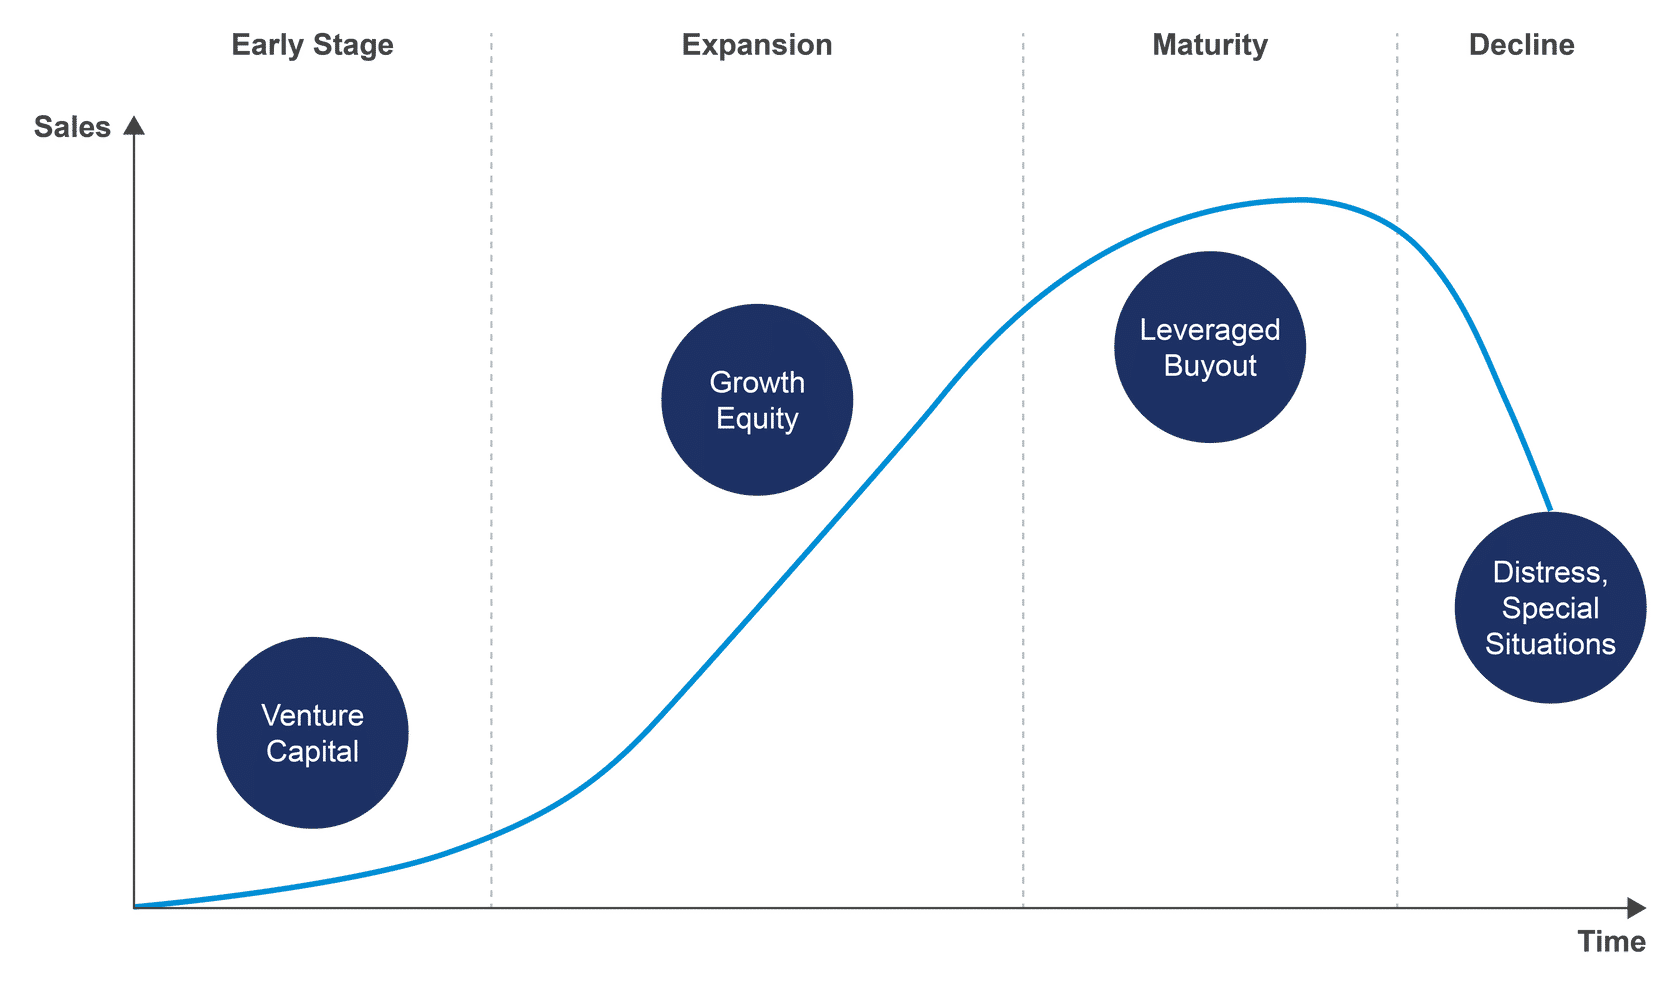 Early Stage
Expansion
Maturity
Decline
Sales
Growth
Equity
Leveraged
Buyout
Venture
Capital
Distress,
Special
Situations
Time